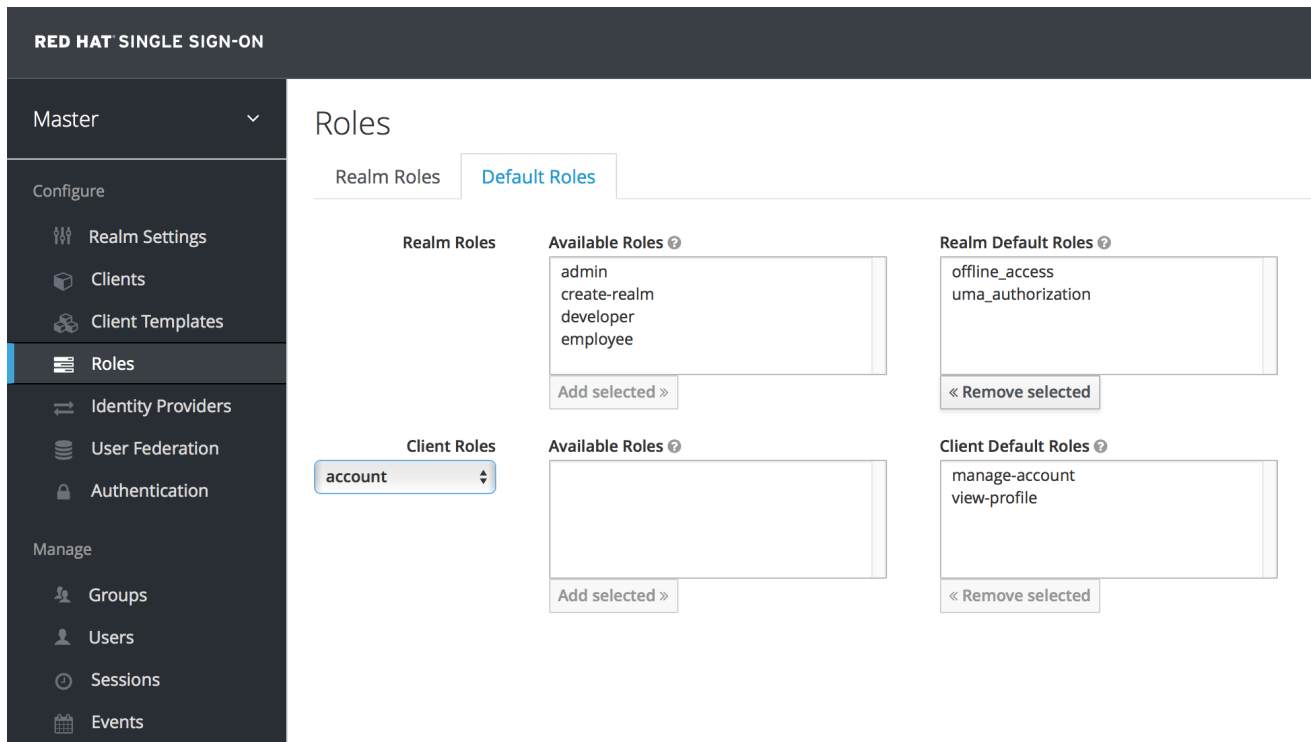 RED HAT SINGLE SIGN-ON
Master
Configure
Realm Settings
Clients
Client Templates
Roles
Identity Providers
User Federation
Authentication
Manage
Groups
Users
Sessions
Events
Roles
Realm Roles Default Roles
Realm Roles
Available Roles
admin
create-realm
developer
employee
Add selected »
Realm Default Roles
offline_access
uma_authorization
« Remove selected
Client Roles
account
Available Roles
Add selected »
Client Default Roles
manage-account
view-profile
« Remove selected